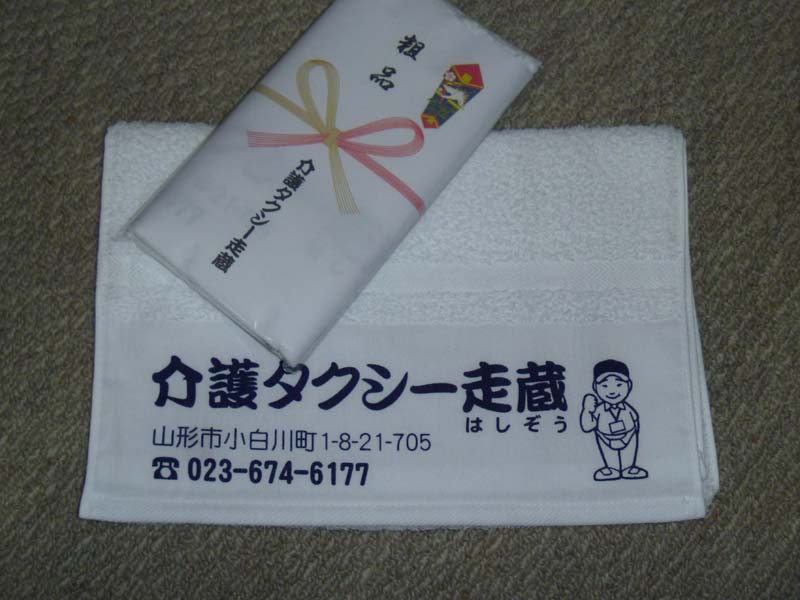 粗品
介護タクシー走蔵
介護タクシー走蔵
はしぞう
山形市小白川町1-8-21-705
☎ 023-674-6177